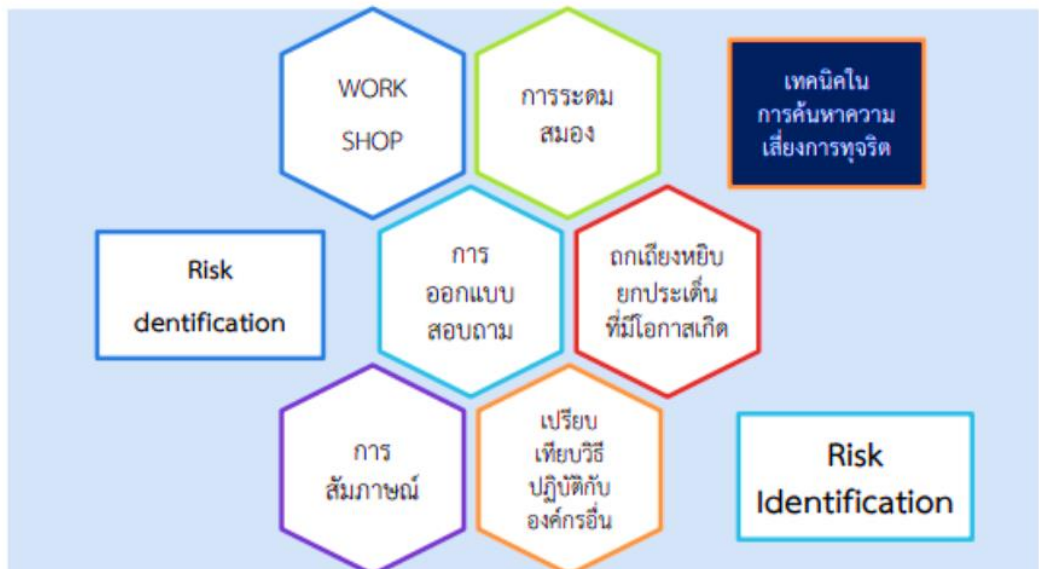 WORK
SHOP
การระดม
สมอง
เทคนิคใน
การค้นหาความ
เสี่ยงการทุจริต
Risk
dentification
การ
ออกแบบ
สอบถาม
ถกเถียงหยิบ
ยกประเด็น
ที่มีโอกาสเกิด
การ
สัมภาษณ์
เปรียบ
เทียบวิธี
ปฏิบัติกับ
องค์กรอื่น
Risk
Identification